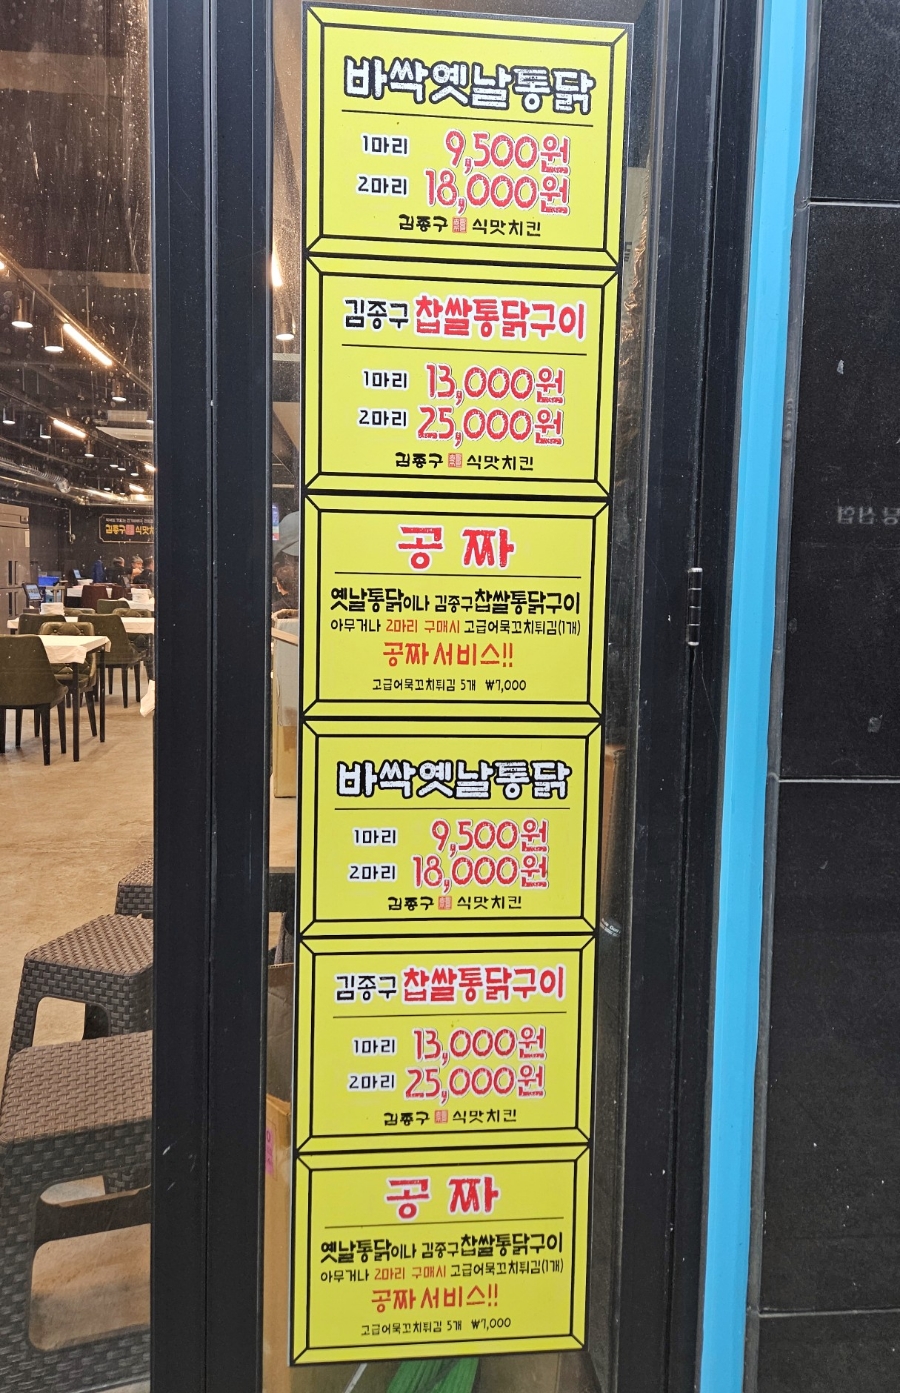 바싹옛날통닭
1마리 9,500원
2마리 18,000원
김종구 식맛치킨
김종구 찹쌀통닭구이
1마리 13,000원
2마리 25,000원
김종구 식맛치킨
공짜
옛날통닭이나 김종구찹쌀통닭구이
아무거나 2마리 구매시 고급어묵꼬치튀김(1개)
공짜서비스!!
고급어묵꼬치튀김 5개 ₩7,000
바싹옛날통닭
1마리 9,500원
2마리 18,000원
김종구 식맛치킨
김종구 찹쌀통닭구이
1마리 13,000원
2마리 25,000원
김종구 식맛치킨
공짜
옛날통닭이나 김종구찹쌀통닭구이
아무거나 2마리 구매시 고급어묵꼬치튀김(1개)
공짜서비스!!
고급어묵꼬치튀김 5개 ₩7,000
김종구 식맛